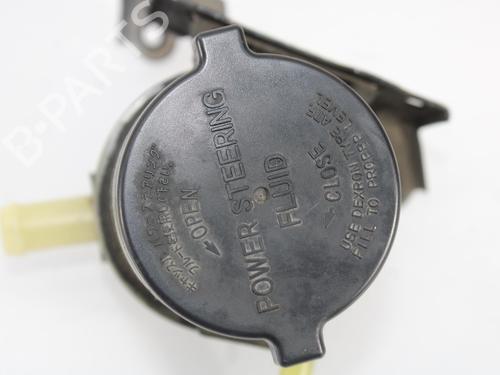 POWER STEERING
FLUID
OPEN
CLOSE
USE DEXRON TYPE ATF
FILL TO PROPER LEVEL
B-PARTS